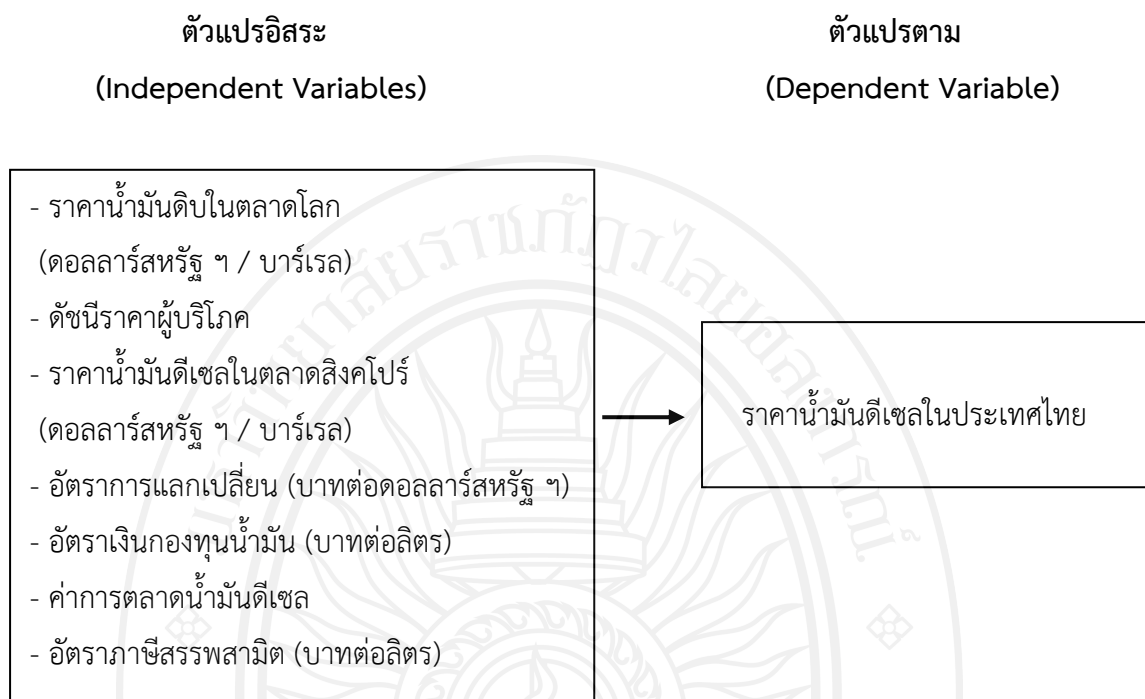 ตัวแปรอิสระ
(Independent Variables)
ตัวแปรตาม
(Dependent Variable)
- ราคาน้ำมันดิบในตลาดโลก
(ดอลลาร์สหรัฐ ฯ / บาร์เรล)
- ดัชนีราคาผู้บริโภค
- ราคาน้ำมันดีเซลในตลาดสิงคโปร์
(ดอลลาร์สหรัฐ ฯ / บาร์เรล)
- อัตราการแลกเปลี่ยน (บาทต่อดอลลาร์สหรัฐ ฯ)
- อัตราเงินกองทุนน้ำมัน (บาทต่อลิตร)
- ค่าการตลาดน้ำมันดีเซล
- อัตราภาษีสรรพสามิต (บาทต่อลิตร)
ราคาน้ำมันดีเซลในประเทศไทย